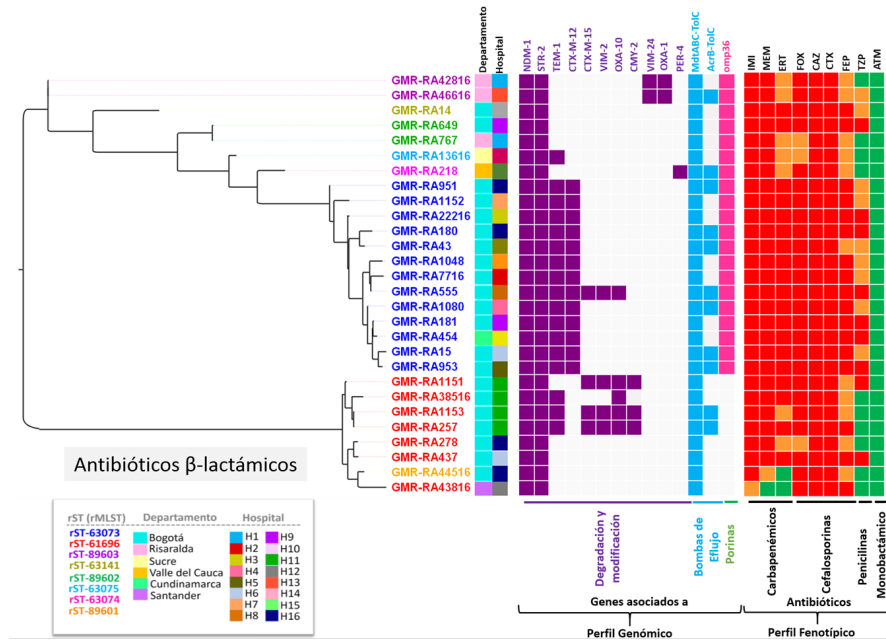 Departamento
Hospital
NDM-1
STR-2
TEM-1
CTX-M-12
CTX-M-15
VIM-2
OXA-10
CMY-2
VIM-24
OXA-1
PER-4
MdtABC-TolC
AcrB-TolC
omp36
IMI
MEM
ERT
FOX
CAZ
CTX
FEP
TZP
ATM
GMR-RA42816
GMR-RA46616
GMR-RA14
GMR-RA649
GMR-RA767
GMR-RA13616
GMR-RA218
GMR-RA951
GMR-RA1152
GMR-RA22216
GMR-RA180
GMR-RA43
GMR-RA1048
GMR-RA7716
GMR-RA555
GMR-RA1080
GMR-RA181
GMR-RA454
GMR-RA15
GMR-RA953
GMR-RA1151
GMR-RA38516
GMR-RA1153
GMR-RA257
GMR-RA278
GMR-RA437
GMR-RA44516
GMR-RA43816
Antibióticos β-lactámicos
rST (rMLST)
rST-63073
rST-61696
rST-89603
rST-63141
rST-89602
rST-63075
rST-63074
rST-89601
Departamento
Bogotá
Risaralda
Sucre
Valle del Cauca
Cundinamarca
Santander
Hospital
H1
H2
H3
H4
H5
H6
H7
H8
H9
H10
H11
H12
H13
H14
H15
H16
Degradación y
modificación
Bombas de
Eflujo
Porinas
Carbapenémicos
Cefalosporinas
Penicilinas
Monobactámico
Genes asociados a
Antibióticos
Perfil Genómico
Perfil Fenotípico